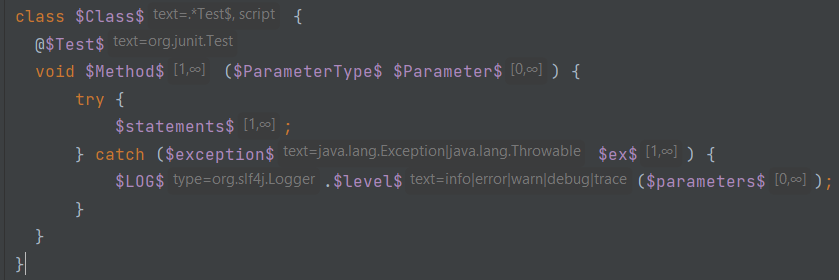 class $Class$ text=.*Test$, script {
@$Test$ text=org.junit.Test
void $Method$ [1,∞] ($ParameterType$ $Parameter$ [0,∞] ) {
try {
$statements$ [1,∞] ;
} catch ($exception$ text=java.lang.Exception|java.lang.Throwable $ex$ [1,∞] ) {
$LOG$ type=org.slf4j.Logger .$level$ text=info|error|warn|debug|trace ($parameters$ [0,∞] );
}
}
}